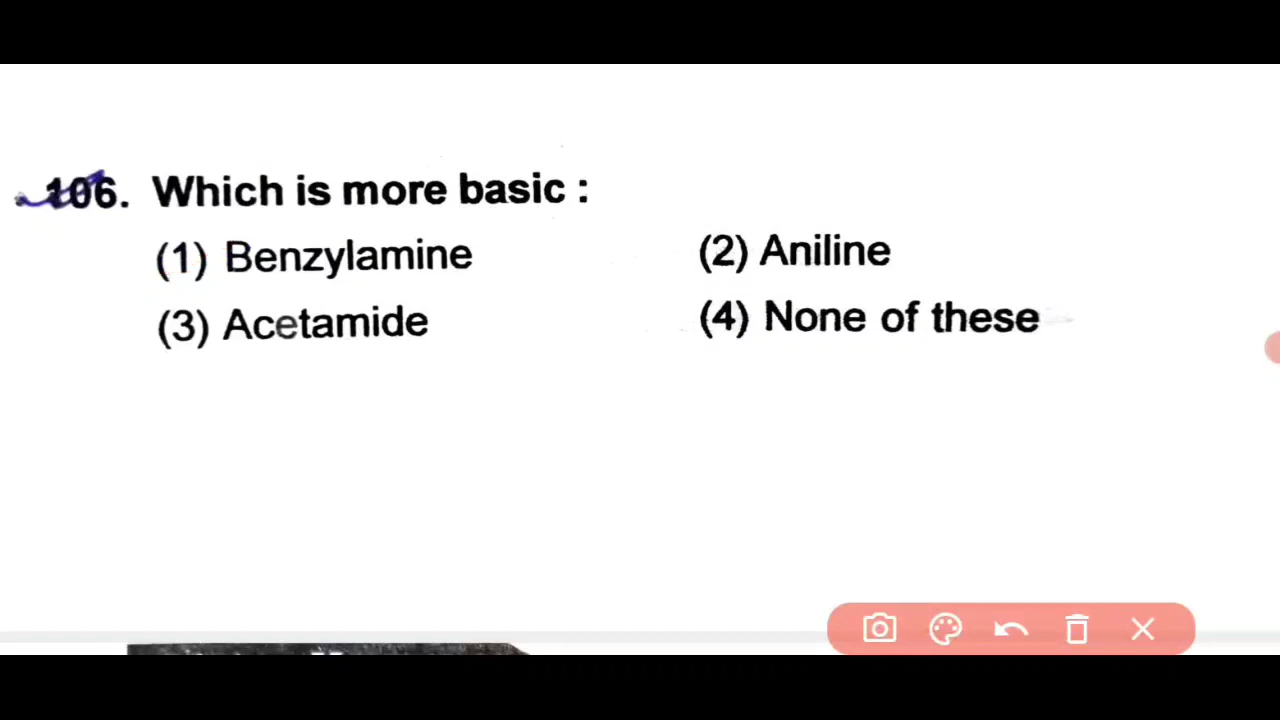 106. Which is more basic :
(1) Benzylamine (2) Aniline
(3) Acetamide (4) None of these